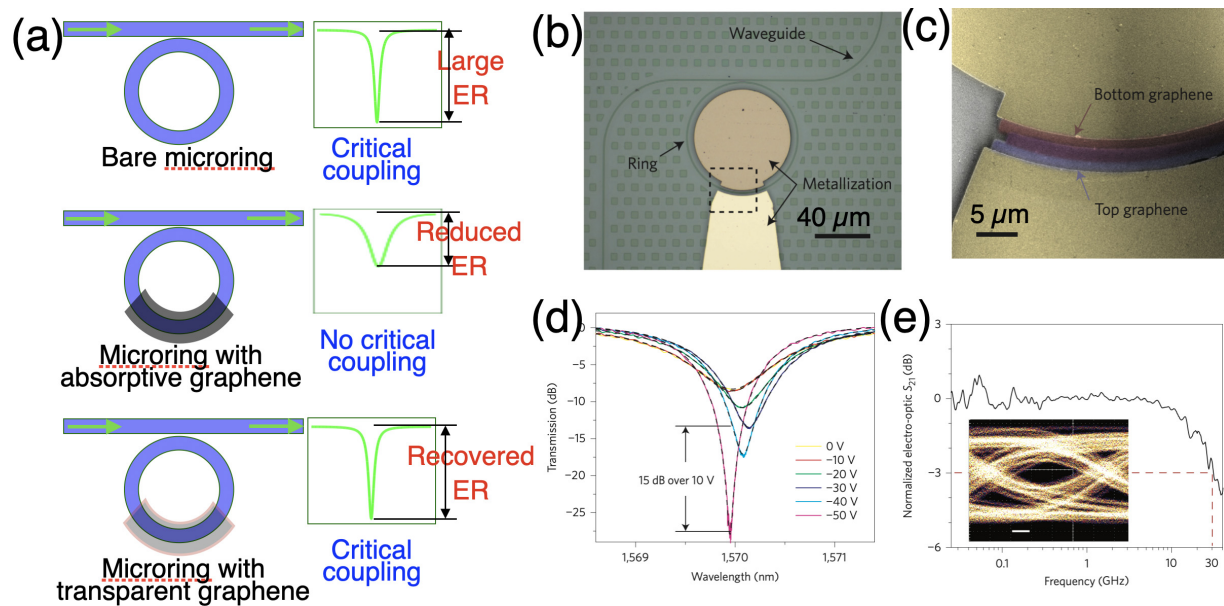 (a)
Large
ER
Bare microring
Critical
coupling
Reduced
ER
Microring with
absorptive graphene
No critical
coupling
Recovered
ER
Microring with
transparent graphene
Critical
coupling
(b)
Waveguide
Ring
Metallization
40 µm
(c)
Bottom graphene
Top graphene
5 µm
(d)
Transmission (dB)
0
−5
−10
−15
−20
−25
15 dB over 10 V
0 V
−10 V
−20 V
−30 V
−40 V
−50 V
1,569
1,570
1,571
Wavelength (nm)
(e)
Normalized electro-optic S21 (dB)
3
0
−3
−6
0.1
1
10
30
Frequency (GHz)